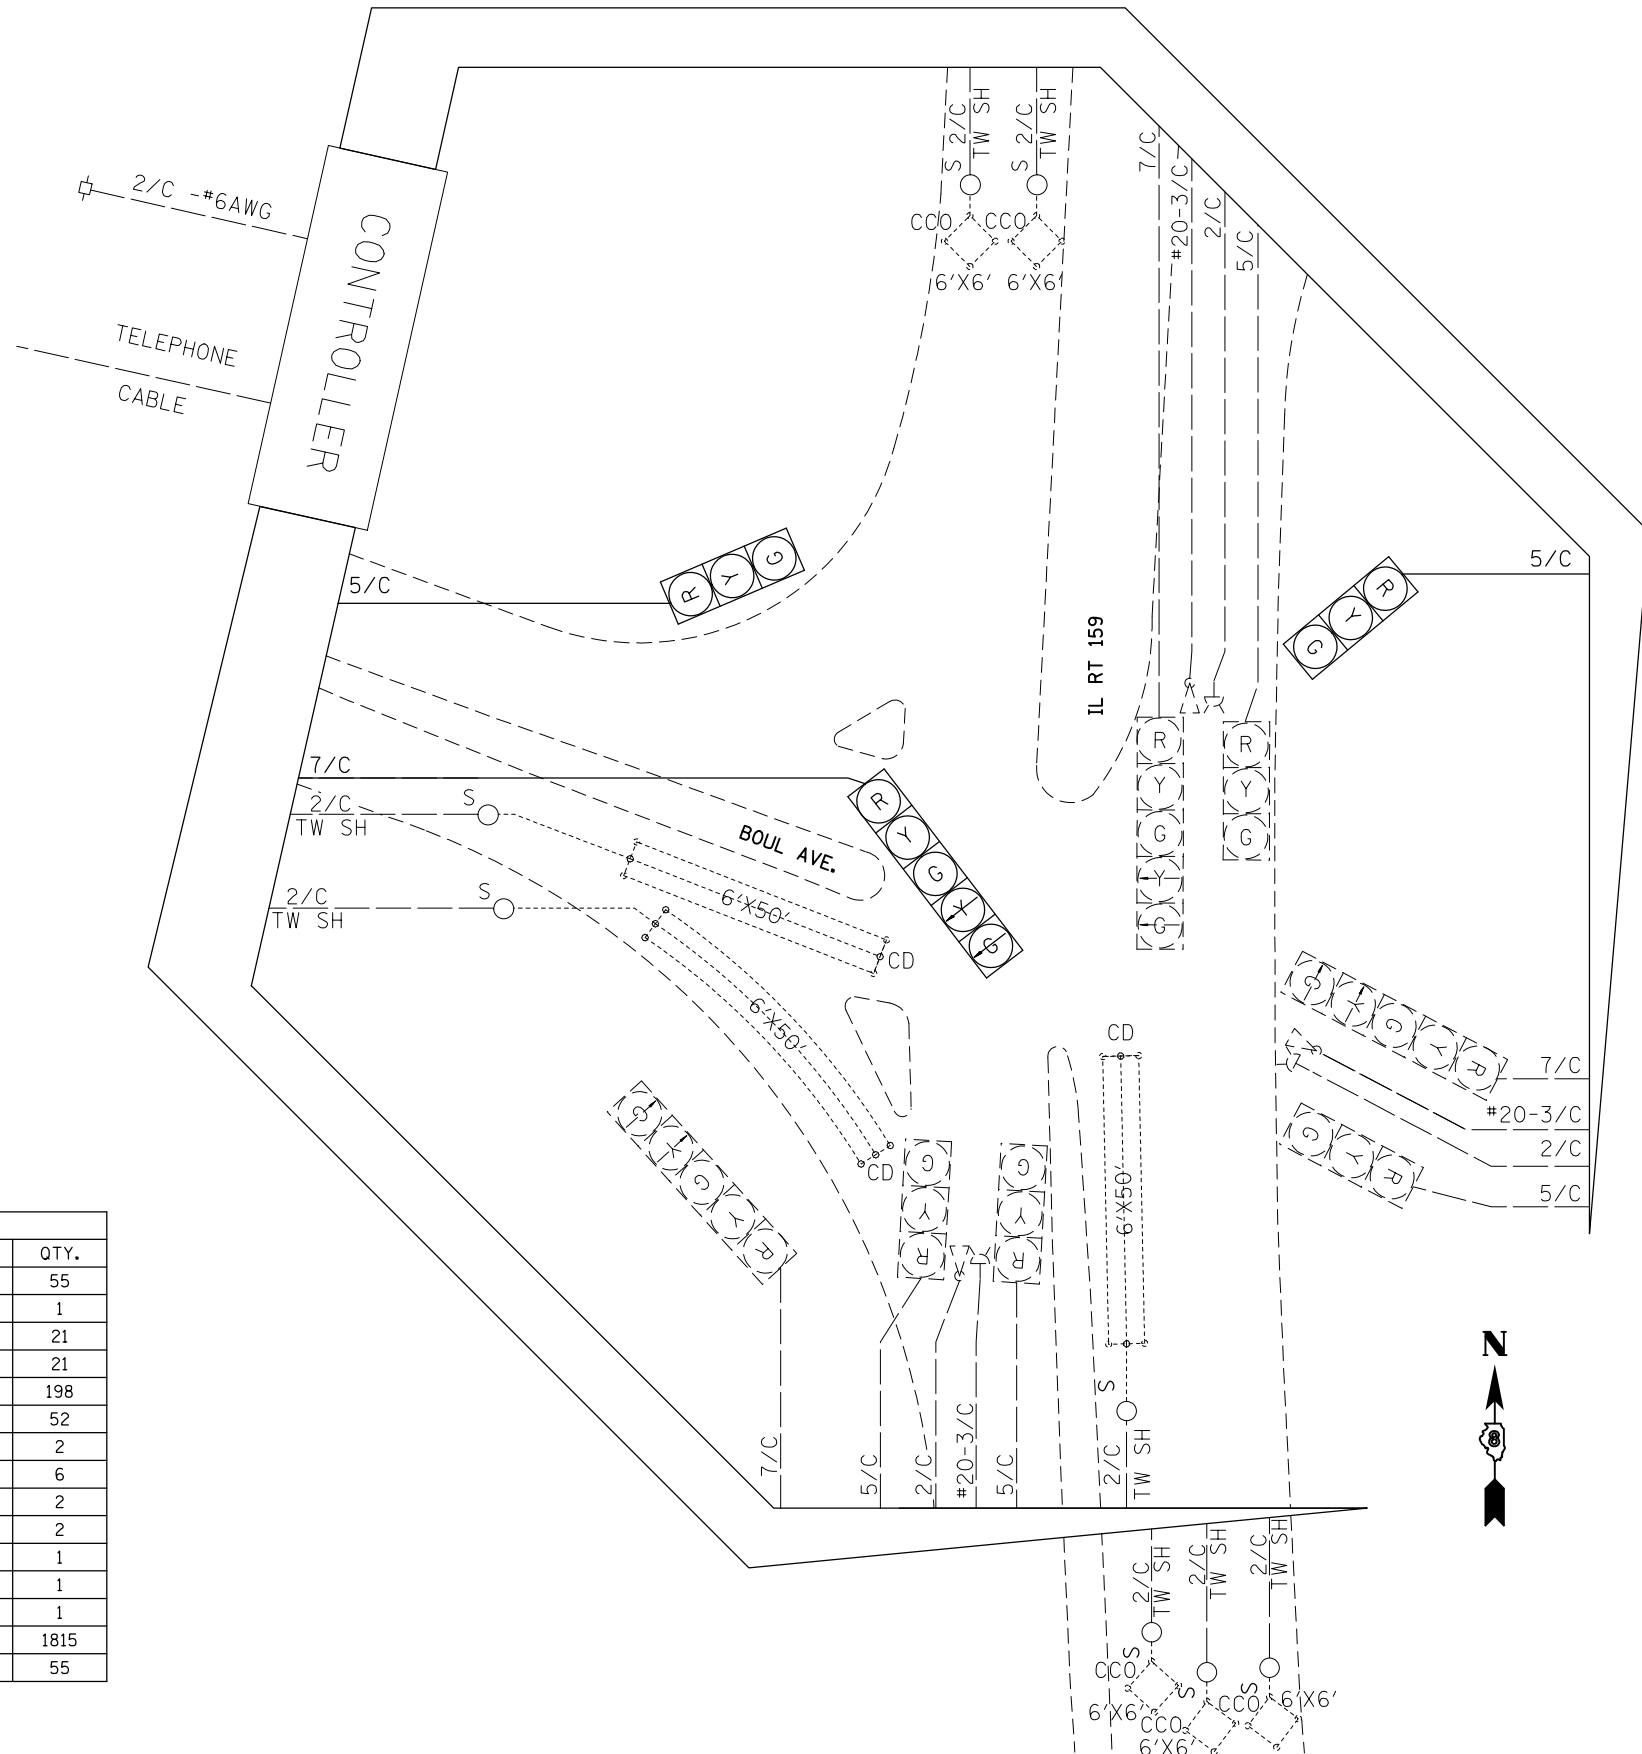 S 2/C
TW SH
S 2/C
TW SH
7/C
#20-3/C
2/C
5/C
2/C -#6AWG
CONTROLLER
CCO
CCO
6'X6'
6'X6'
TELEPHONE
CABLE
5/C
R Y G
5/C
R
Y
G
IL RT 159
R
Y
G
Y
G
R
Y
G
7/C
2/C
TW SH
S
R
Y
G
Y
G
BOUL AVE.
2/C
TW SH
S
6'X50'
CD
6'X50'
CD
CD
6'X50'
G Y G Y R
7/C
#20-3/C
2/C
G Y R
5/C
G Y G Y R
G
Y
R
G
Y
R
S
7/C
5/C
2/C
#20-3/C
5/C
2/C
TW SH
N
8
2/C
TW SH
2/C
TW SH
2/C
TW SH
S
CCO
6'X6'
S
CCO
6'X6'
S
CCO
6'X6'
QTY.
55
1
21
21
198
52
2
6
2
2
1
1
1
1815
55